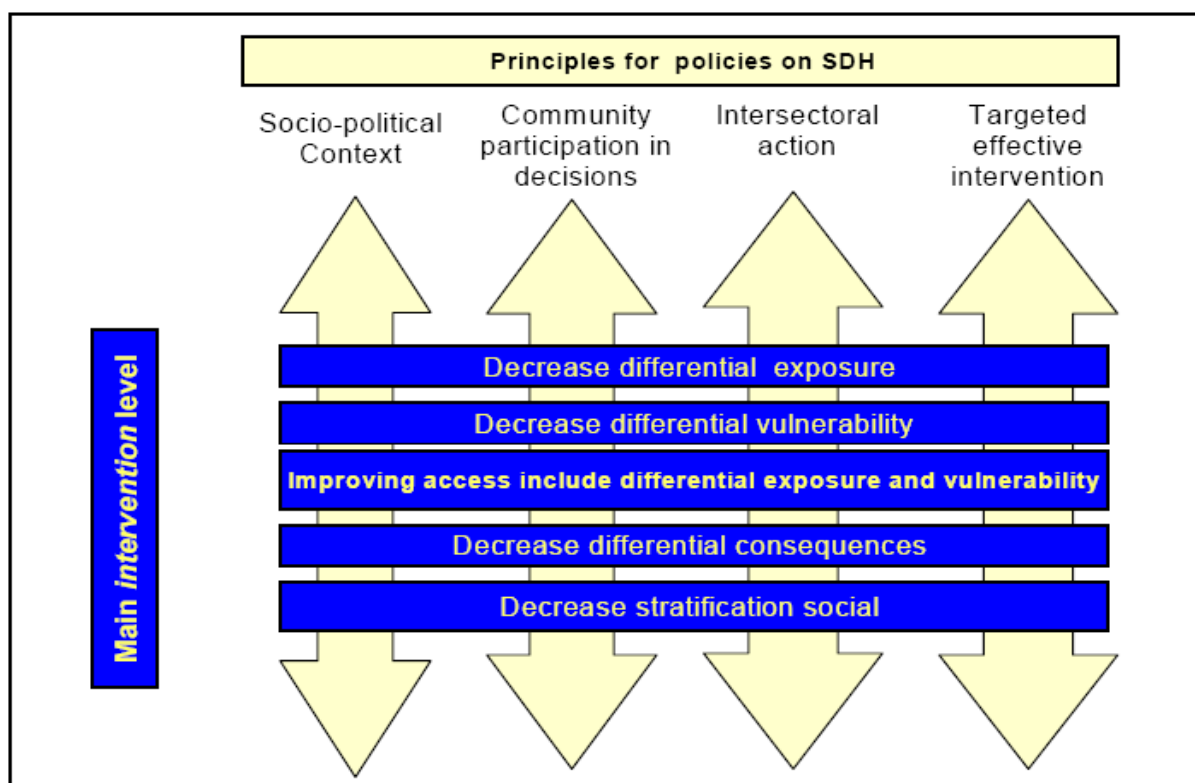 Principles for policies on SDH
Socio-political
Context
Community
participation in
decisions
Intersectoral
action
Targeted
effective
intervention
Main intervention level
Decrease differential exposure
Decrease differential vulnerability
Improving access include differential exposure and vulnerability
Decrease differential consequences
Decrease stratification social